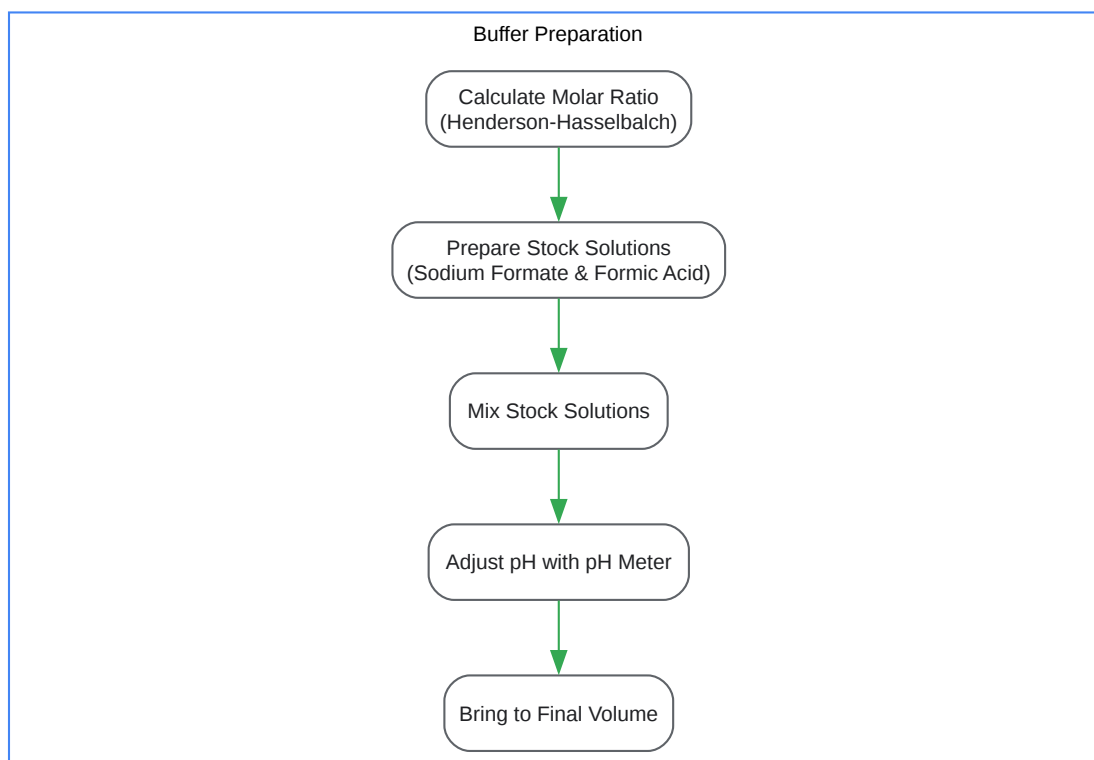 Buffer Preparation
Calculate Molar Ratio
(Henderson-Hasselbalch)
Prepare Stock Solutions
(Sodium Formate & Formic Acid)
Mix Stock Solutions
Adjust pH with pH Meter
Bring to Final Volume